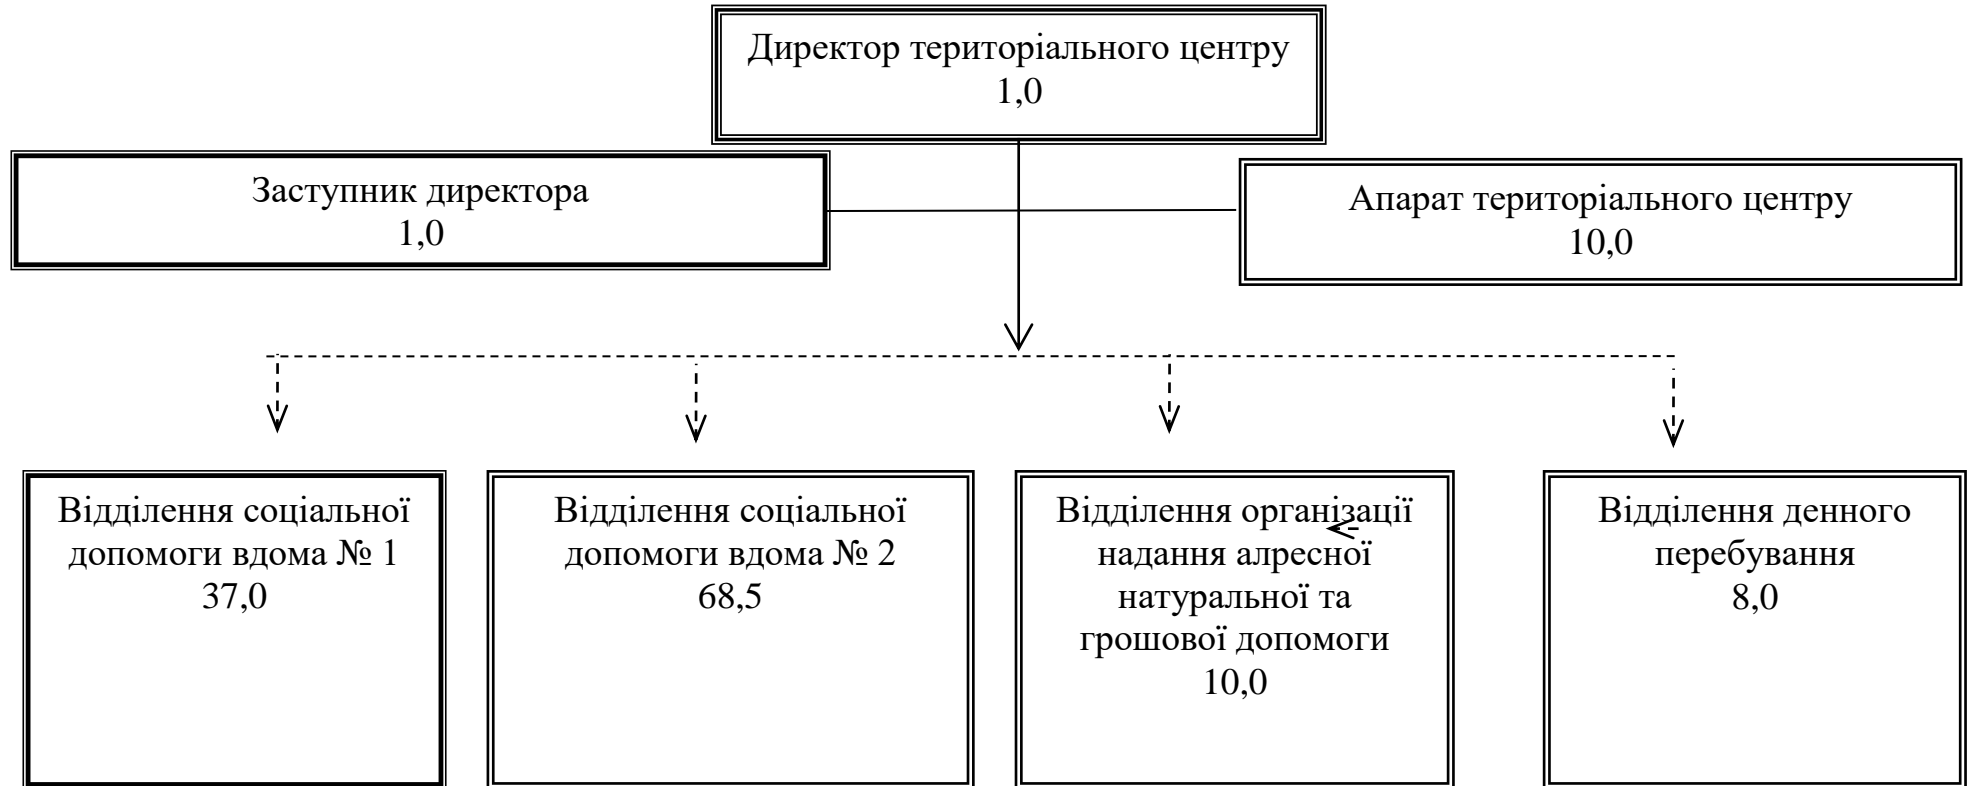 Директор територіального центру
1,0
Заступник директора
1,0
Апарат територіального центру
10,0
Відділення соціальної
допомоги вдома № 1
37,0
Відділення соціальної
допомоги вдома № 2
68,5
Відділення організації
надання алресної
натуральної та
грошової допомоги
10,0
Відділення денного
перебування
8,0